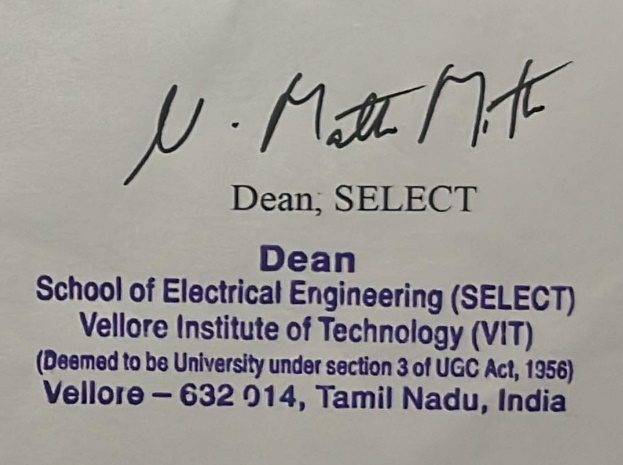 Dean, SELECT
Dean
School of Electrical Engineering (SELECT)
Vellore Institute of Technology (VIT)
(Deemed to be University under section 3 of UGC Act, 1956)
Vellore – 632 014, Tamil Nadu, India